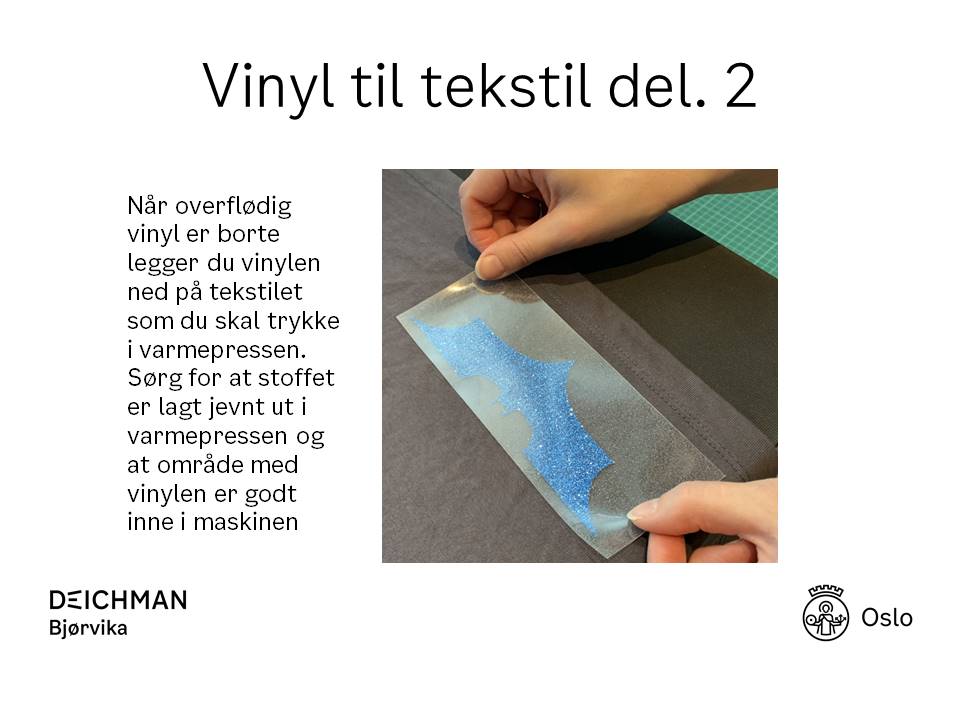 Vinyl til tekstil del. 2
Når overflødig
vinyl er borte
legger du vinylen
ned på tekstilet
som du skal trykke
i varmepressen.
Sørg for at stoffet
er lagt jevnt ut i
varmepressen og
at område med
vinylen er godt
inne i maskinen
DEICHMAN
Bjørvika
Oslo